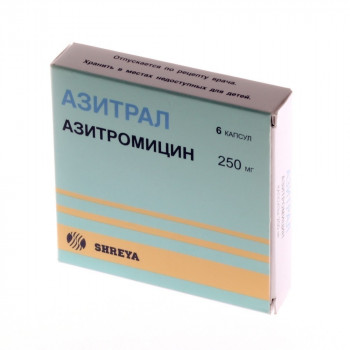 Отпускается по рецепту врача.
Хранить в местах недоступных для детей.
АЗИТРАЛ
АЗИТРОМИЦИН
6 КАПСУЛ
250 мг
SHREYA